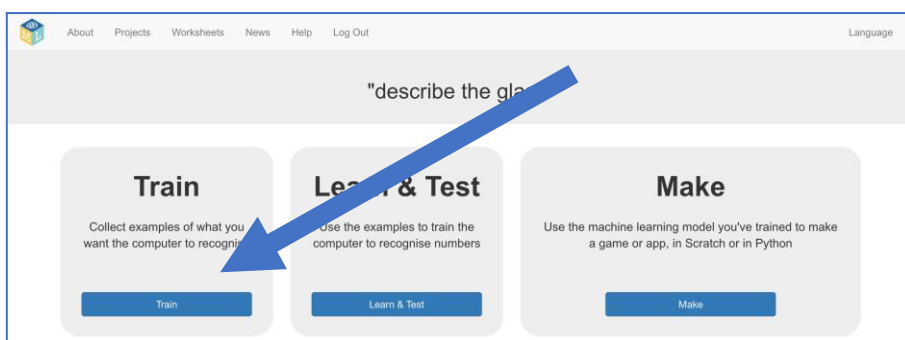 About Projects Worksheets News Help Log Out Language
"describe the
Train
Collect examples of what you
want the computer to
Train
Learn & Test
Use the examples to train the
computer to recognise numbers
Learn & Test
Make
Use the machine learning model you've trained to make
a game or app, in Scratch or in Python
Make